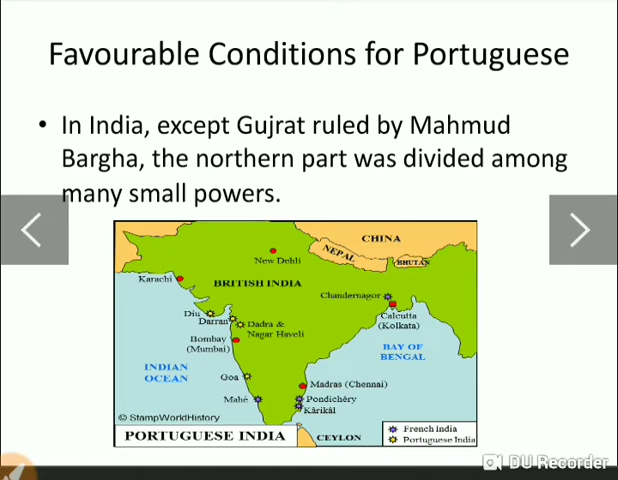 Favourable Conditions for Portuguese
• In India, except Gujrat ruled by Mahmud
Bargha, the northern part was divided among
many small powers.
CHINA
NEPAL
BHUTAN
New Dehli
Karachi
BRITISH INDIA
Chandernagor
Calcutta
(Kolkata)
Diu
Darran
Dadra &
Nagar Haveli
Bombay
(Mumbai)
BAY OF
BENGAL
INDIAN
OCEAN
Goa
Madras (Chennai)
Mahé
Pondichéry
Kârikâl
© StampWorldHistory
PORTUGUESE INDIA
CEYLON
French India
Portuguese India
DU Recorder